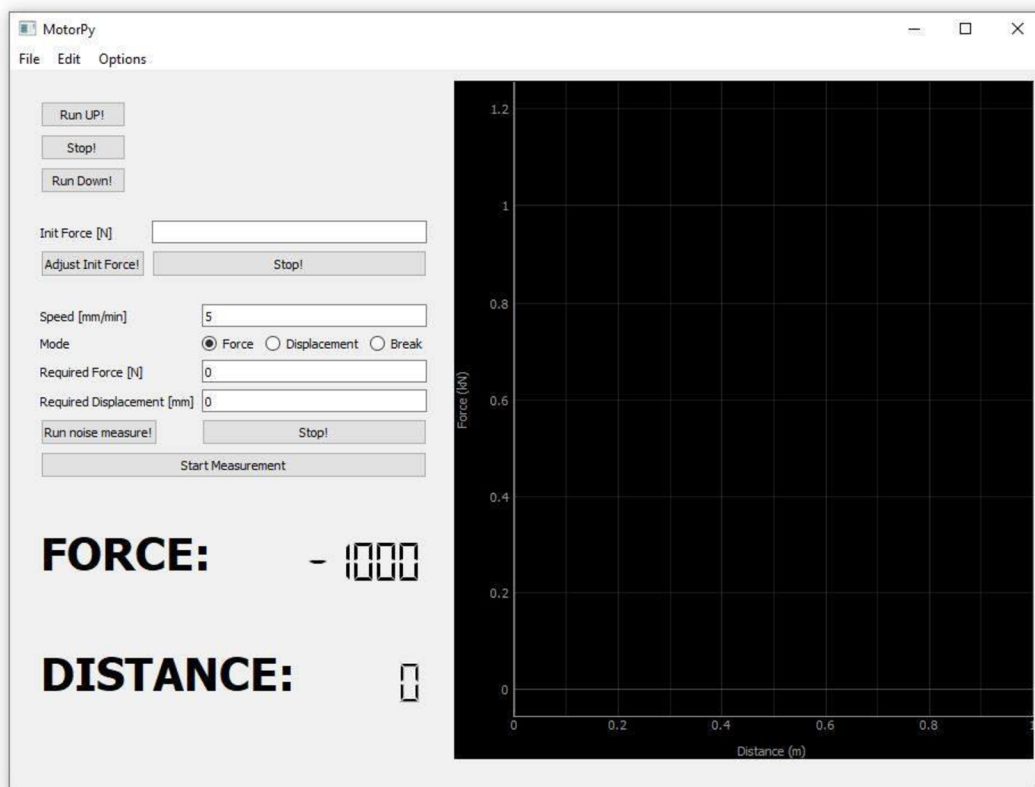 MotorPy
File Edit Options
Run UP!
Stop!
Run Down!
Init Force [N]
Adjust Init Force! Stop!
Speed [mm/min] 5
Mode Force Displacement Break
Required Force [N] 0
Required Displacement [mm] 0
Run noise measure! Stop!
Start Measurement
FORCE: -1000
DISTANCE: 0
1.2
1
0.8
0.6
0.4
0.2
0
Force (kN)
0 0.2 0.4 0.6 0.8 1
Distance (m)